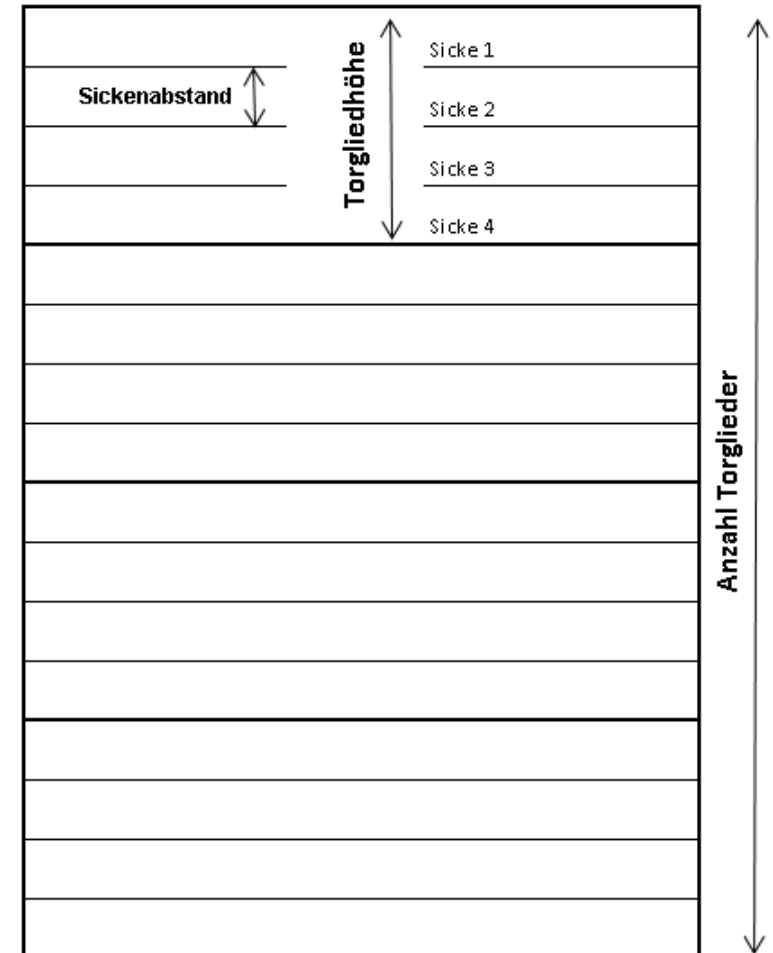 Sicke 1
Sickenabstand
Torgliedhöhe
Sicke 2
Sicke 3
Sicke 4
Anzahl Torglieder